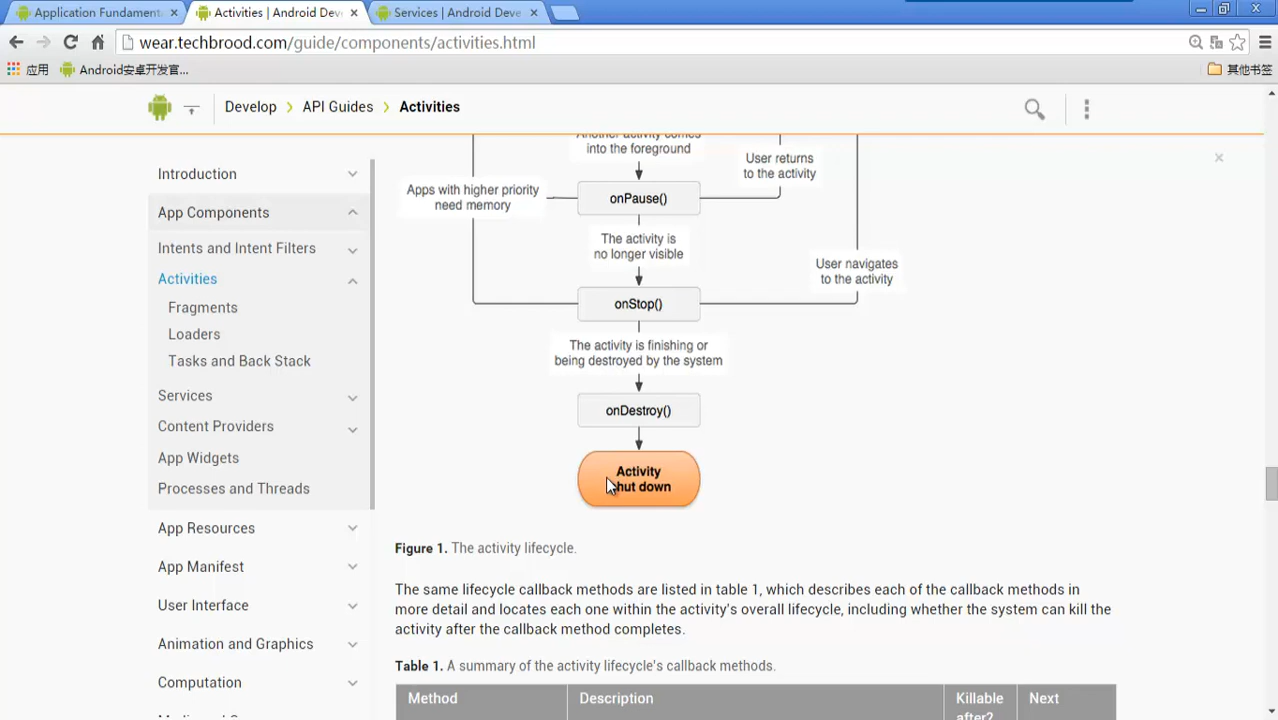 Application Fundament
Activities | Android Dev
Services | Android Deve
wear.techbrood.com/guide/components/activities.html
应用
Android安卓开发官...
其他书签
Develop
API Guides
Activities
Introduction
App Components
Intents and Intent Filters
Activities
Fragments
Loaders
Tasks and Back Stack
Services
Content Providers
App Widgets
Processes and Threads
App Resources
App Manifest
User Interface
Animation and Graphics
Computation
Another activity comes
into the foreground
User returns
to the activity
Apps with higher priority
need memory
onPause()
The activity is
no longer visible
User navigates
to the activity
onStop()
The activity is finishing or
being destroyed by the system
onDestroy()
Activity
shut down
Figure 1. The activity lifecycle.
The same lifecycle callback methods are listed in table 1, which describes each of the callback methods in
more detail and locates each one within the activity's overall lifecycle, including whether the system can kill the
activity after the callback method completes.
Table 1. A summary of the activity lifecycle's callback methods.
Method
Description
Killable
after?
Next